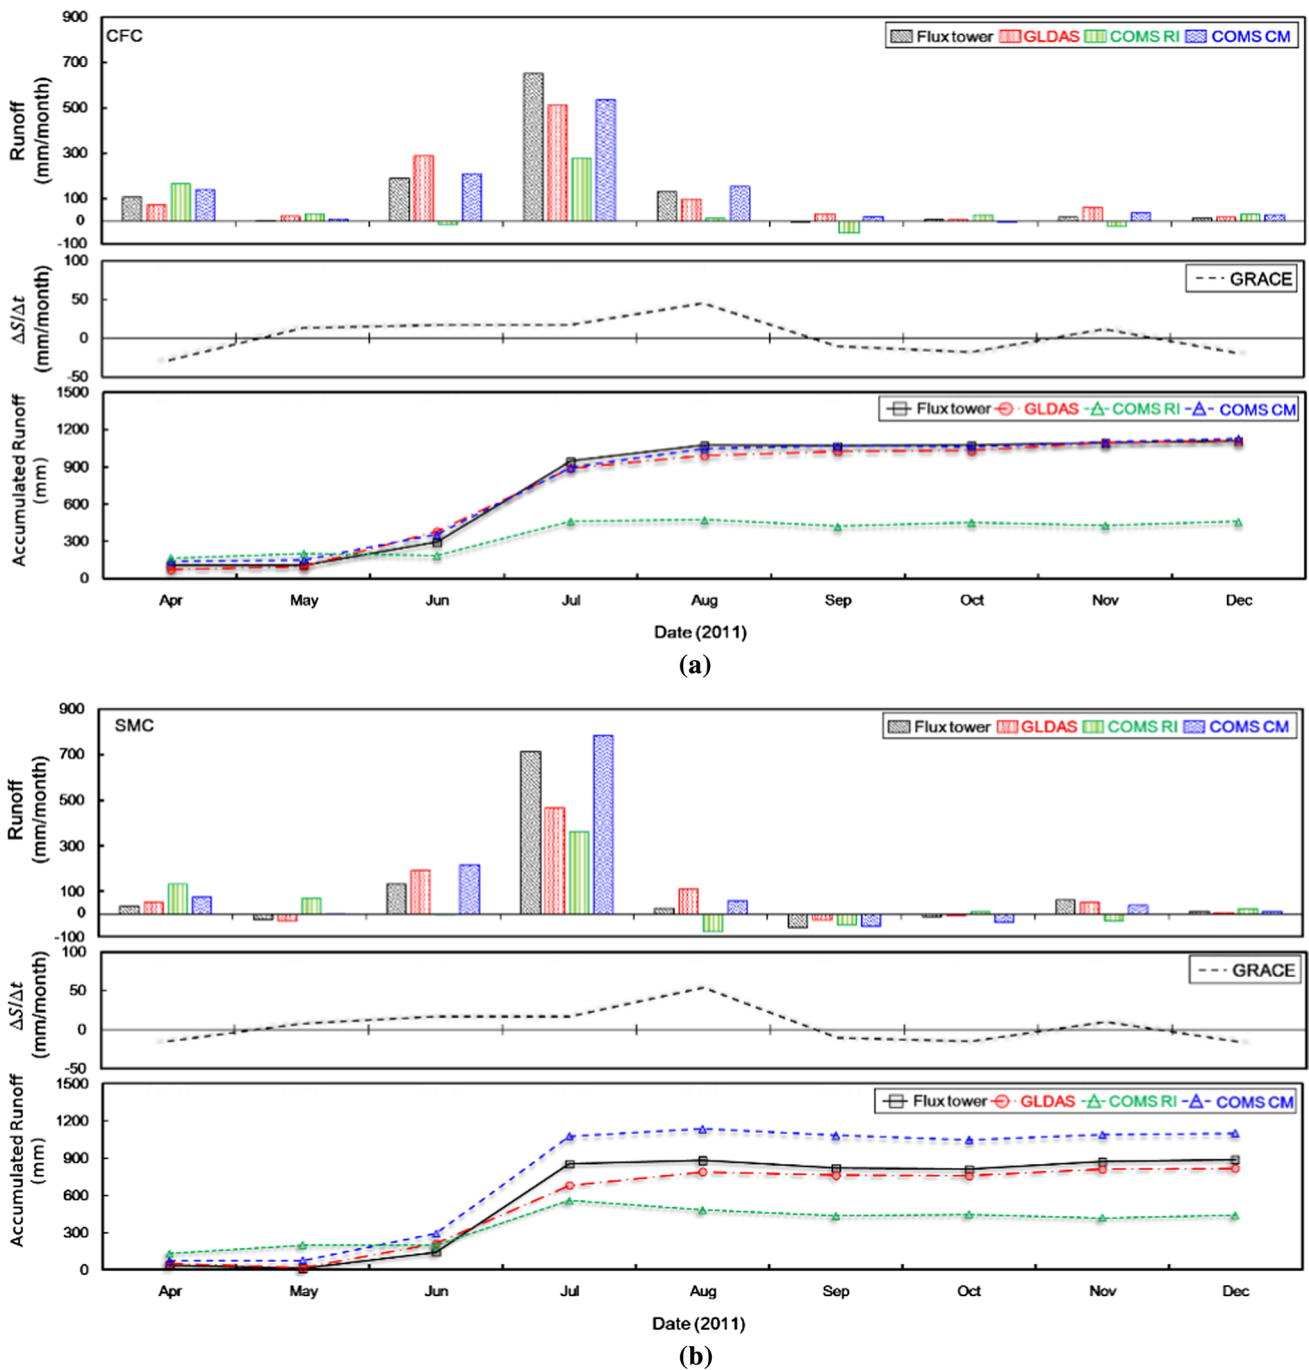 CFC
Flux tower GLDAS COMS RI COMS CM
Runoff
(mm/month)
900
700
500
300
100
0
-100
GRACE
ΔS/Δt
(mm/month)
100
50
0
-50
Flux tower GLDAS COMS RI COMS CM
Accumulated Runoff
(mm)
1500
1200
900
600
300
0
Apr May Jun Jul Aug Sep Oct Nov Dec
Date (2011)
(a)
SMC
Flux tower GLDAS COMS RI COMS CM
Runoff
(mm/month)
900
700
500
300
100
0
-100
GRACE
ΔS/Δt
(mm/month)
100
50
0
-50
Flux tower GLDAS COMS RI COMS CM
Accumulated Runoff
(mm)
1500
1200
900
600
300
0
Apr May Jun Jul Aug Sep Oct Nov Dec
Date (2011)
(b)